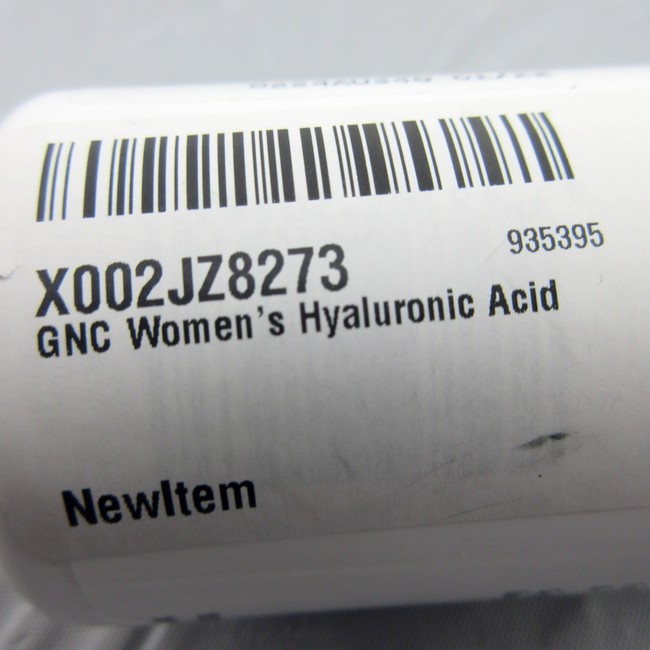 935395
X002JZ8273
GNC Women's Hyaluronic Acid
NewItem